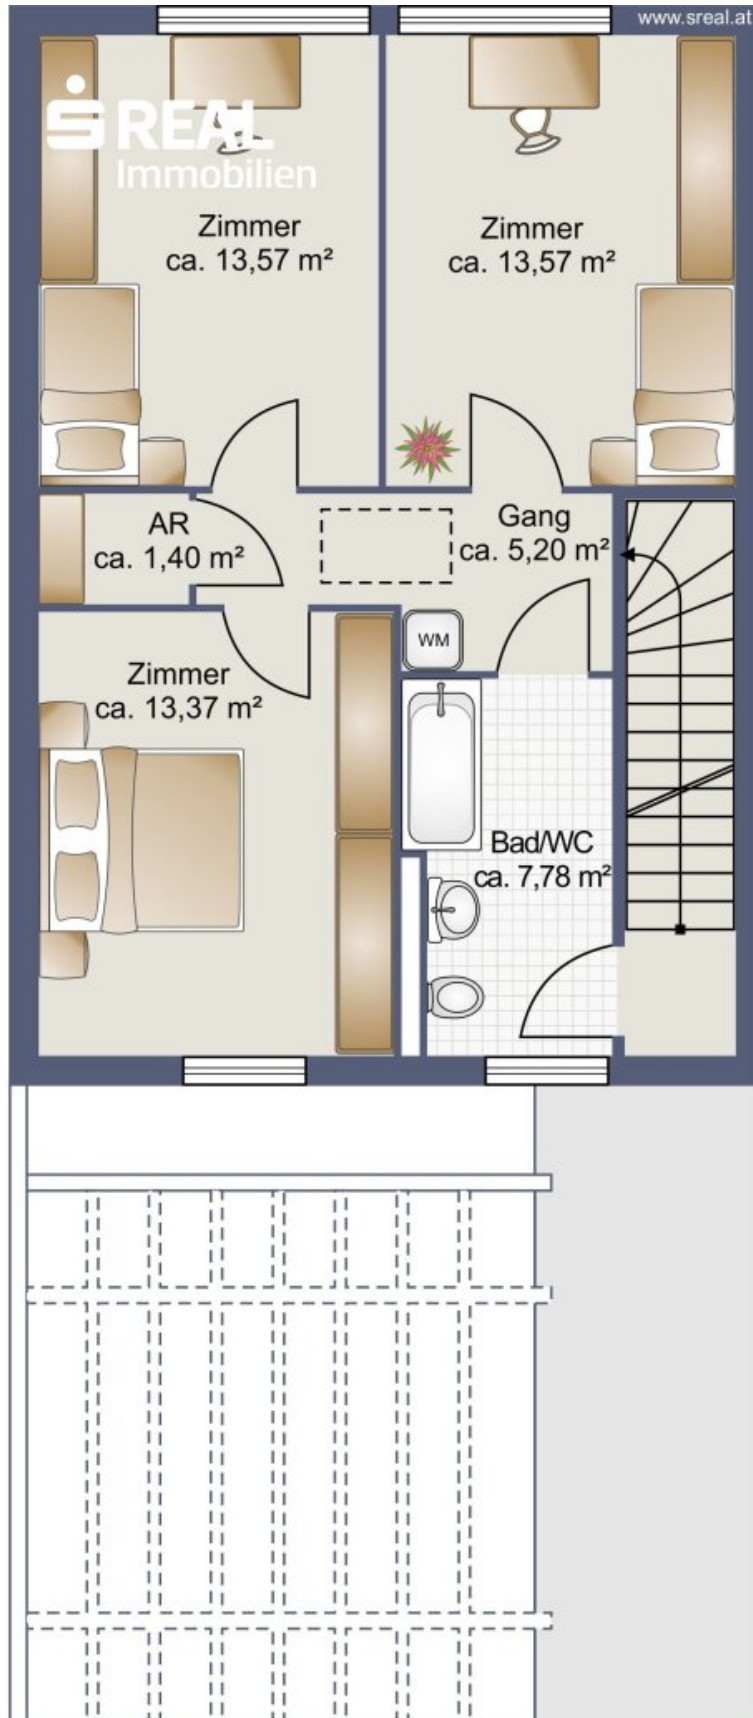 www.sreal.at
S REAL
Immobilien
Zimmer
ca. 13,57 m²
Zimmer
ca. 13,57 m²
AR
ca. 1,40 m²
Gang
ca. 5,20 m²
WM
Zimmer
ca. 13,37 m²
Bad/WC
ca. 7,78 m²